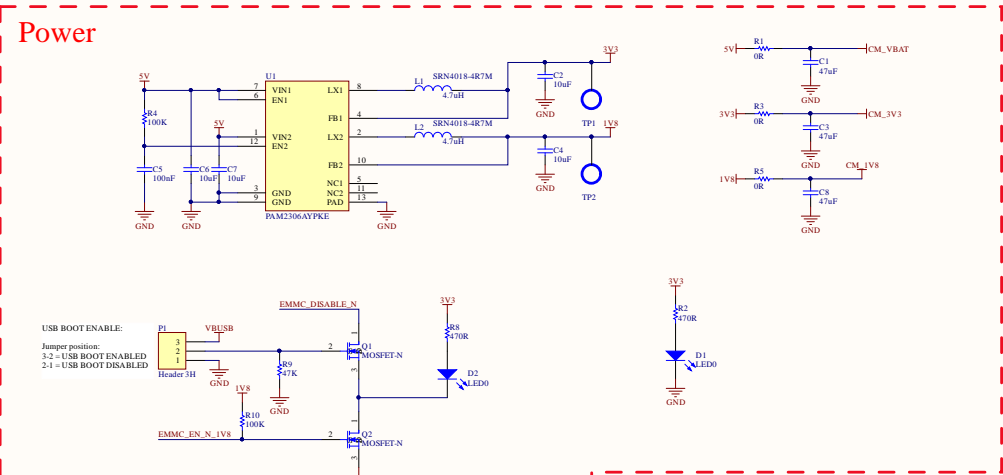 Power
5V
R4
100K
C5
100nF
GND
C6
10uF
GND
5V
C7
10uF
U1
7 VIN1 LX1 8
6 EN1
FB1 4
1 VIN2 LX2 2
12 EN2
FB2 10
NC1 5
3 GND NC2 11
9 GND PAD 13
PAM2306AYPKE
GND
L1 SRN4018-4R7M
4.7uH
L2 SRN4018-4R7M
4.7uH
3V3
C2
10uF
GND
TP1
1V8
C4
10uF
GND
TP2
5V
R1
0R
C1
47uF
GND
CM_VBAT
3V3
R3
0R
C3
47uF
GND
CM_3V3
1V8
R5
0R
C8
47uF
GND
CM_1V8
USB BOOT ENABLE:
Jumper position:
3-2 = USB BOOT ENABLED
2-1 = USB BOOT DISABLED
P1
3
2
1
Header 3H
VBUSB
GND
R9
47K
GND
EMMC_DISABLE_N
1
2
3
Q1
MOSFET-N
3V3
R8
470R
D2
LED0
1V8
R10
100K
EMMC_EN_N_1V8
1
2
3
Q2
MOSFET-N
3V3
R2
470R
D1
LED0
GND